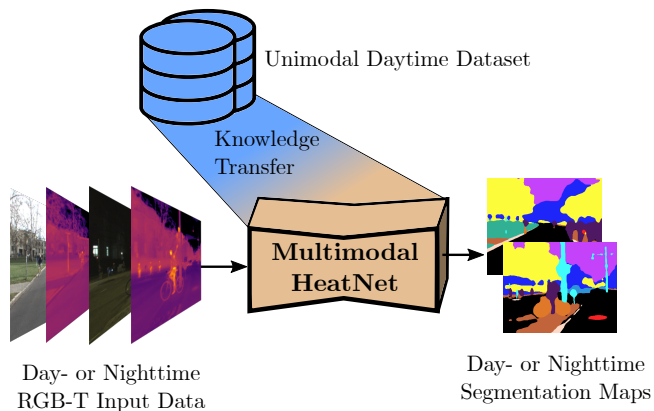 Unimodal Daytime Dataset
Knowledge
Transfer
Multimodal
HeatNet
Day- or Nighttime
RGB-T Input Data
Day- or Nighttime
Segmentation Maps